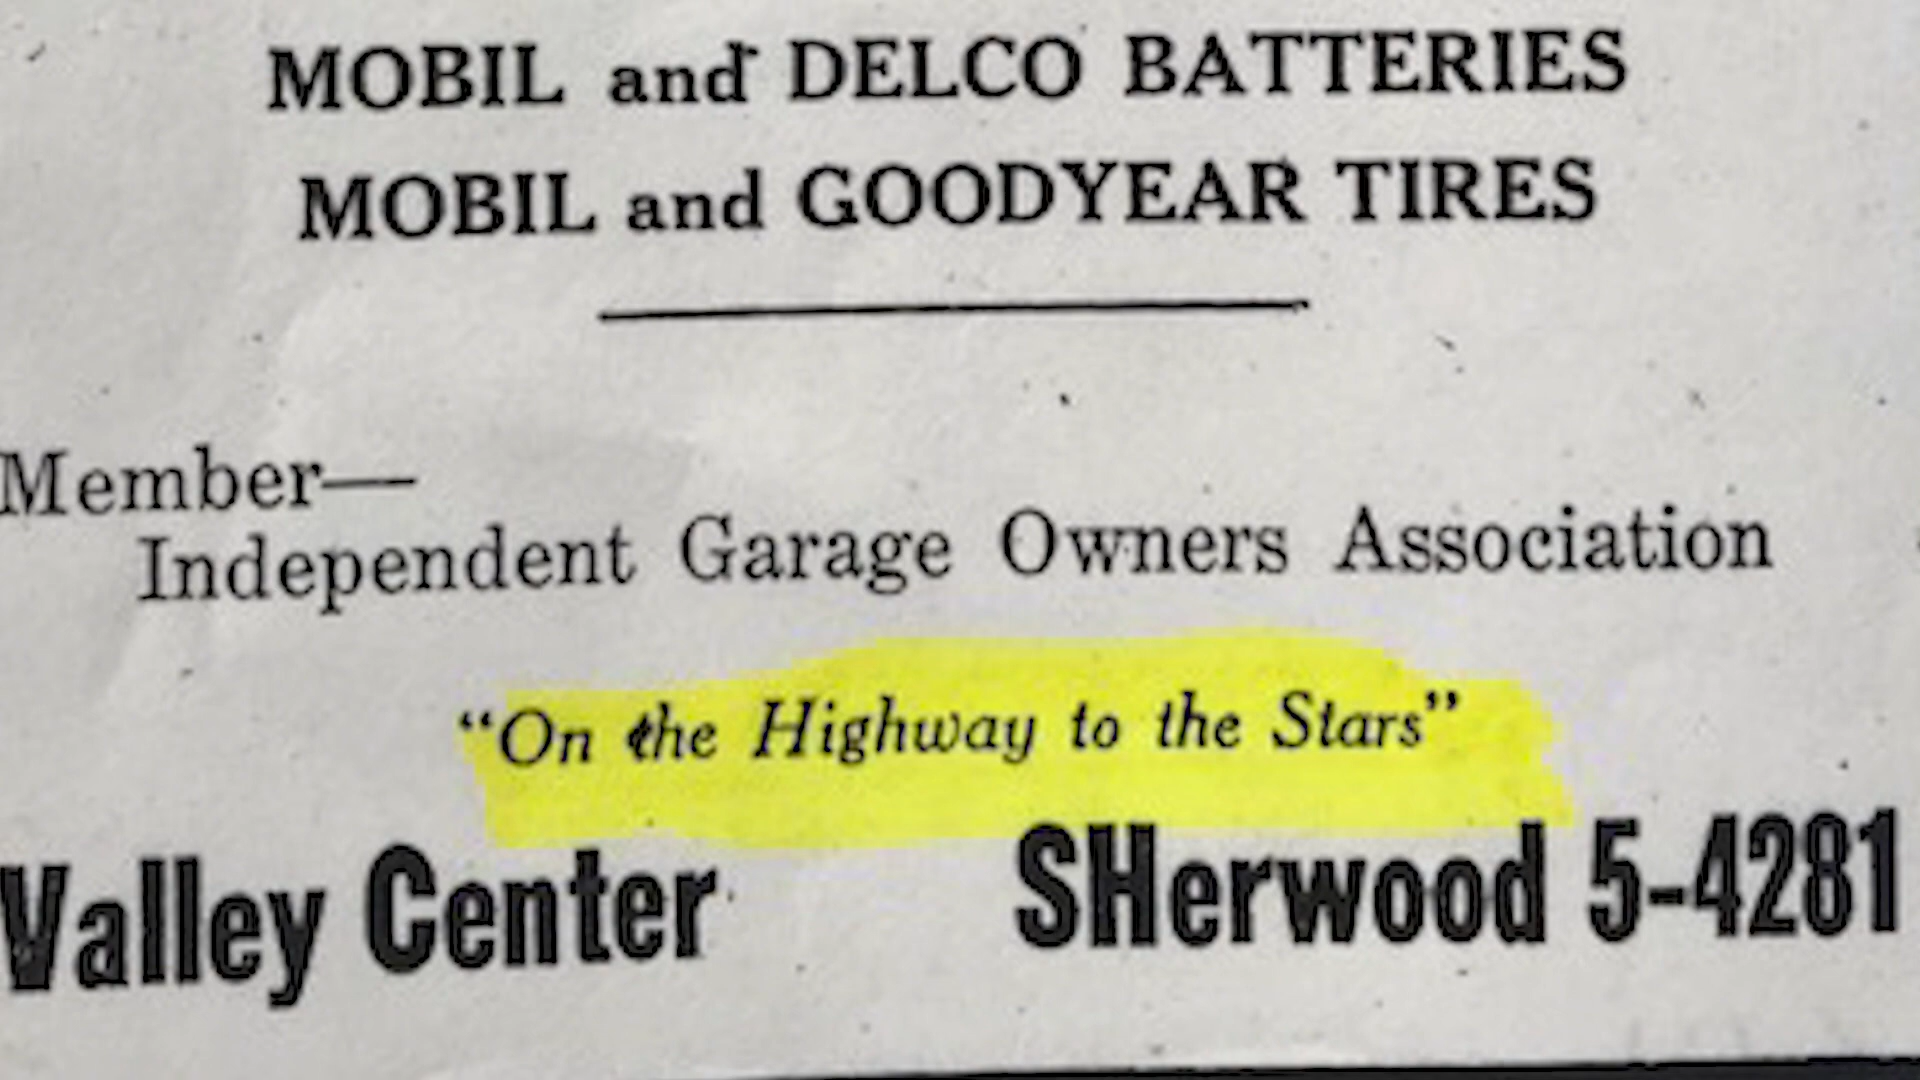 MOBIL and DELCO BATTERIES
MOBIL and GOODYEAR TIRES
Member—
Independent Garage Owners Association
“On the Highway to the Stars”
Valley Center SHerwood 5-4281